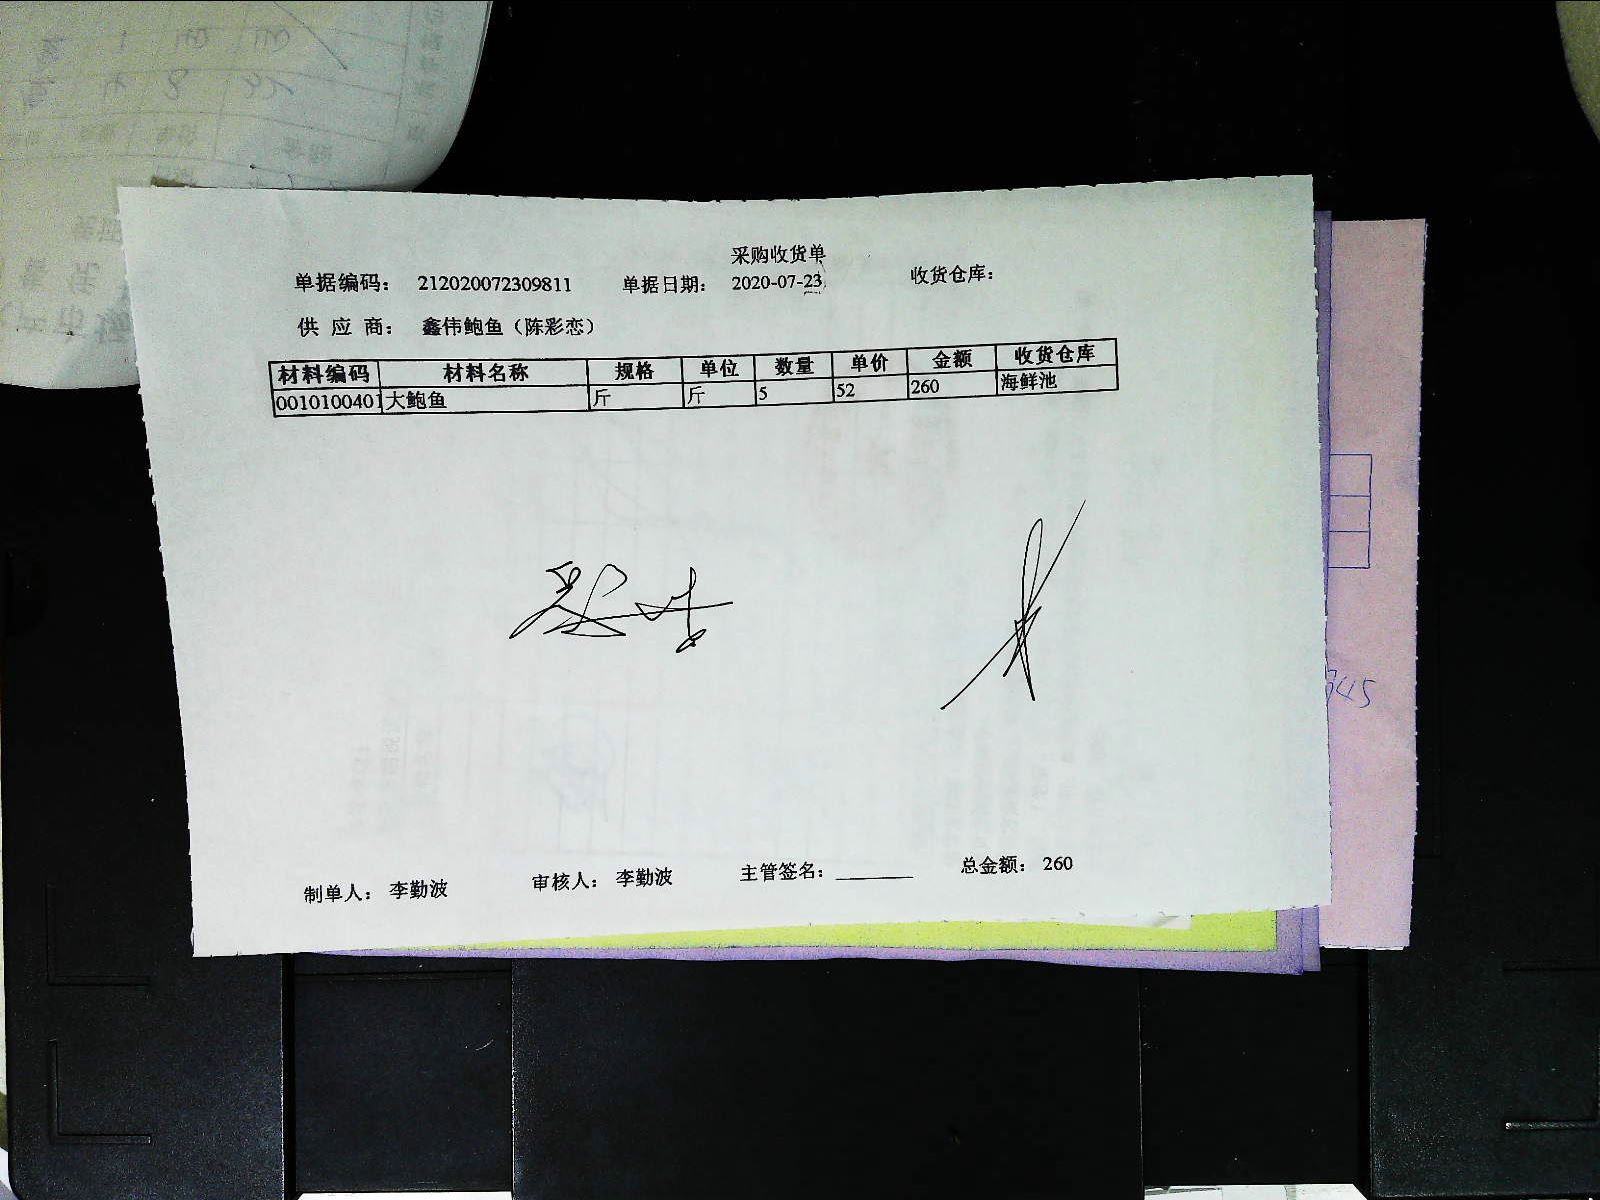 采购收货单
单据编码： 212020072309811 单据日期： 2020-07-23 收货仓库：
供 应 商： 鑫伟鲍鱼（陈彩恋）
材料编码 材料名称 规格 单位 数量 单价 金额 收货仓库
0010100401 大鲍鱼 斤 斤 5 52 260 海鲜池
制单人： 李勤波 审核人： 李勤波 主管签名：________ 总金额： 260